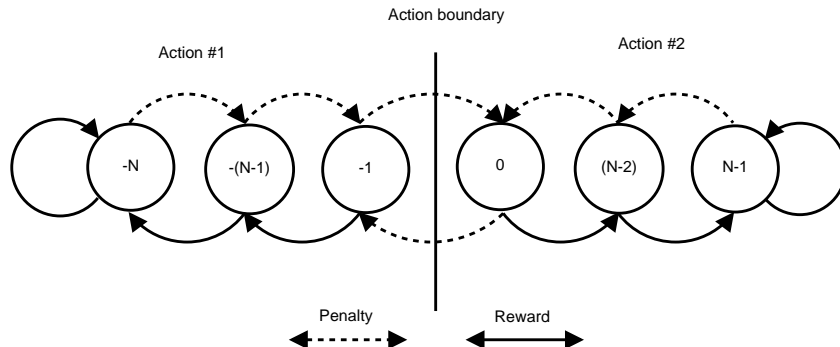 Action boundary
Action #1
Action #2
-N
-(N-1)
-1
0
(N-2)
N-1
Penalty
Reward